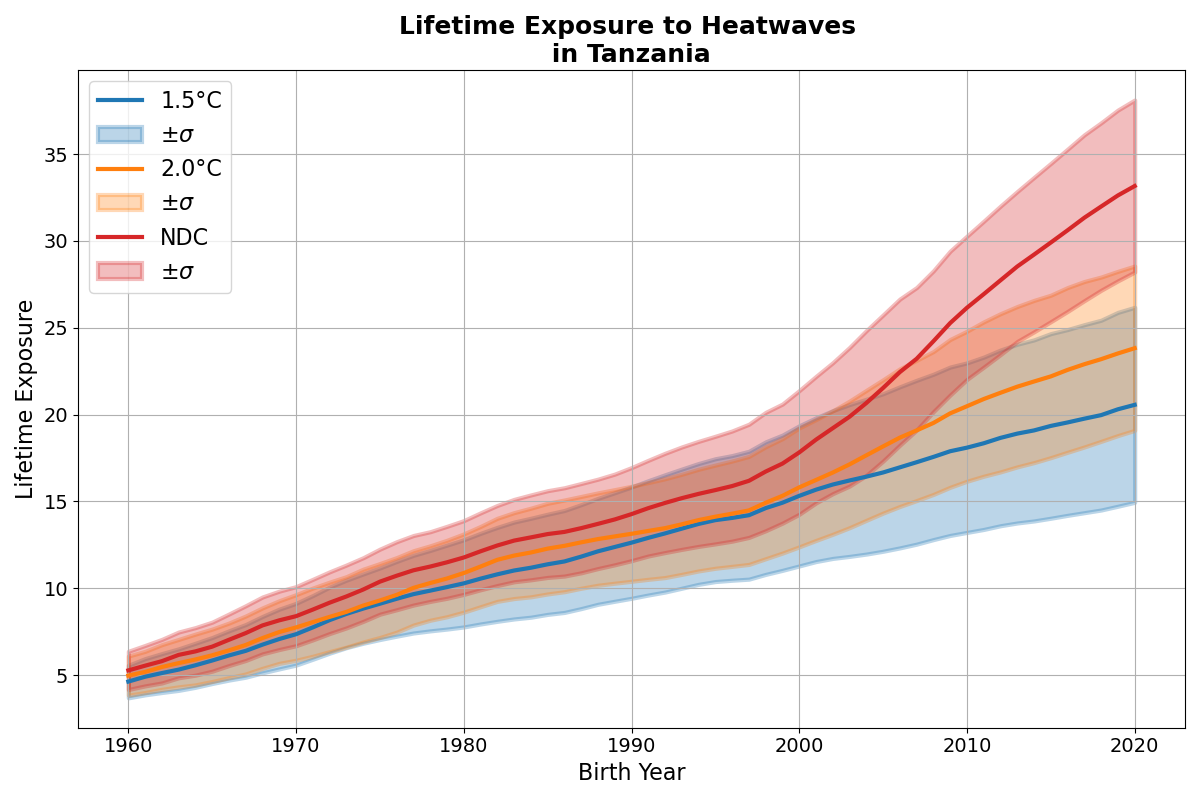 Lifetime Exposure to Heatwaves
in Tanzania
1.5°C
±σ
2.0°C
±σ
NDC
±σ
Lifetime Exposure
35
30
25
20
15
10
5
1960 1970 1980 1990 2000 2010 2020
Birth Year